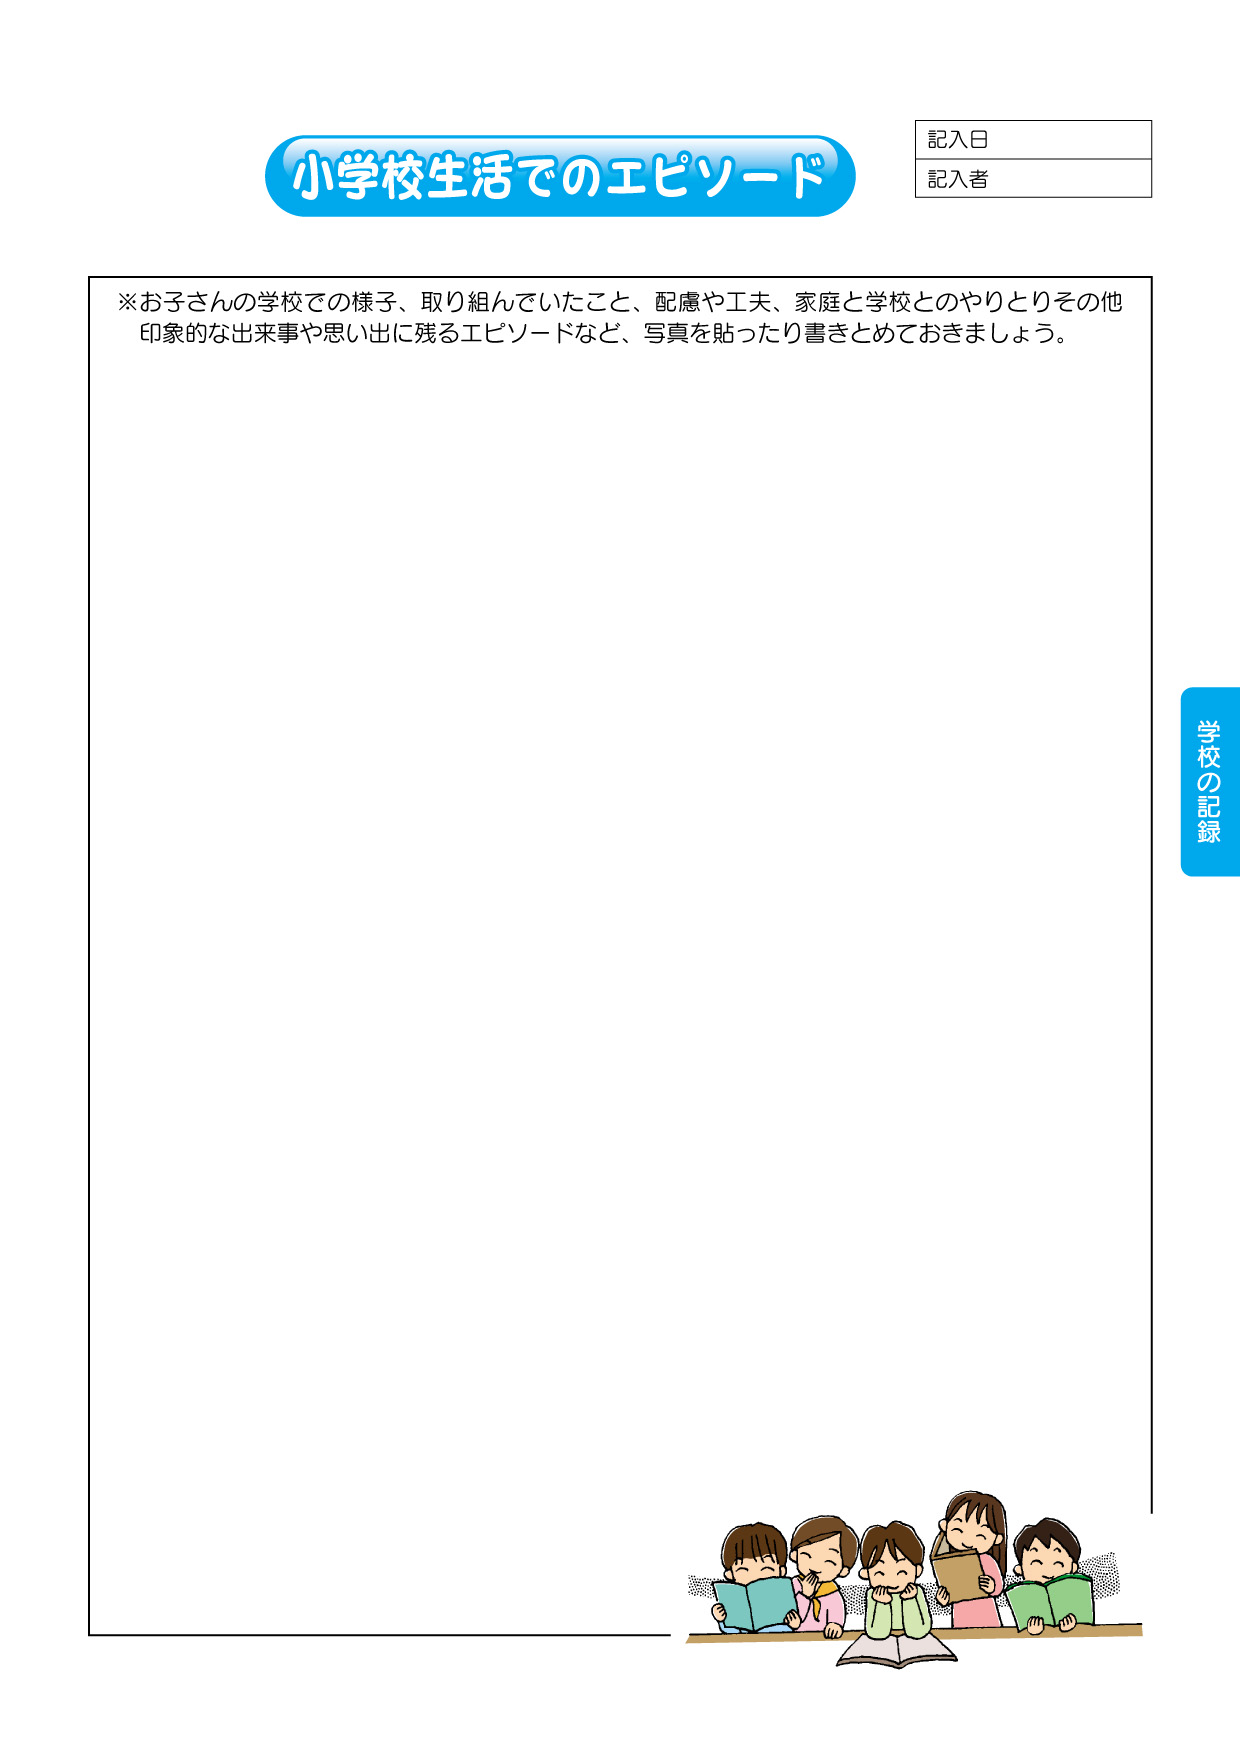 小学校生活でのエピソード
記入日
記入者
※お子さんの学校での様子、取り組んでいたこと、配慮や工夫、家庭と学校とのやりとりその他
印象的な出来事や思い出に残るエピソードなど、写真を貼ったり書きとめておきましょう。
学校の記録